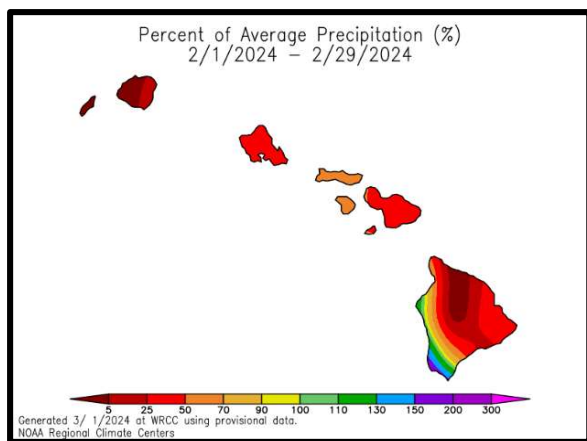 Percent of Average Precipitation (%)
2/1/2024 – 2/29/2024
5 25 50 70 90 100 110 130 150 200 300
Generated 3/ 1/2024 at WRCC using provisional data.
NOAA Regional Climate Centers